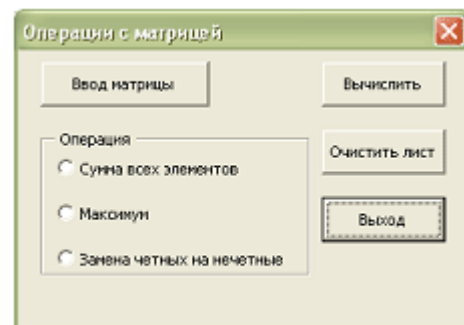 Операции с матрицей
Ввод матрицы
Вычислить
Операция
Сумма всех элементов
Очистить лист
Максимум
Выход
Замена четных на нечетные